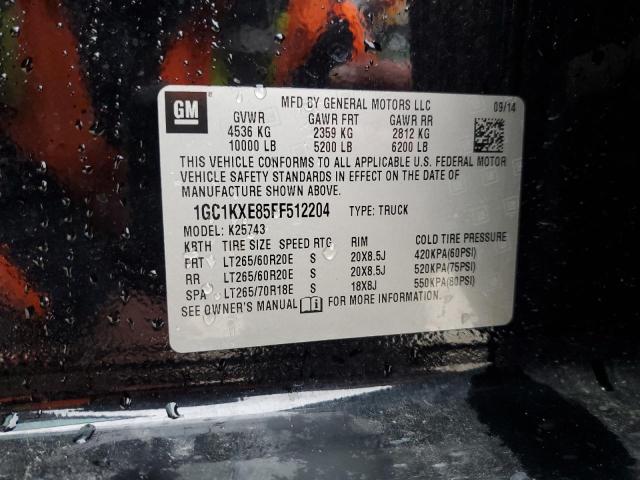 GM
MFD BY GENERAL MOTORS LLC 09/14
GVWR GAWR FRT GAWR RR
4536 KG 2359 KG 2812 KG
10000 LB 5200 LB 6200 LB
THIS VEHICLE CONFORMS TO ALL APPLICABLE U.S. FEDERAL MOTOR
VEHICLE SAFETY STANDARDS IN EFFECT ON THE DATE OF
MANUFACTURE SHOWN ABOVE.
1GC1KXE85FF512204 TYPE: TRUCK
MODEL: K25743
KRTH TIRE SIZE SPEED RTG RIM COLD TIRE PRESSURE
FRT LT265/60R20E S 20X8.5J 420KPA(60PSI)
RR LT265/60R20E S 20X8.5J 520KPA(75PSI)
SPA LT265/70R18E S 18X8J 550KPA(80PSI)
SEE OWNER'S MANUAL FOR MORE INFORMATION.